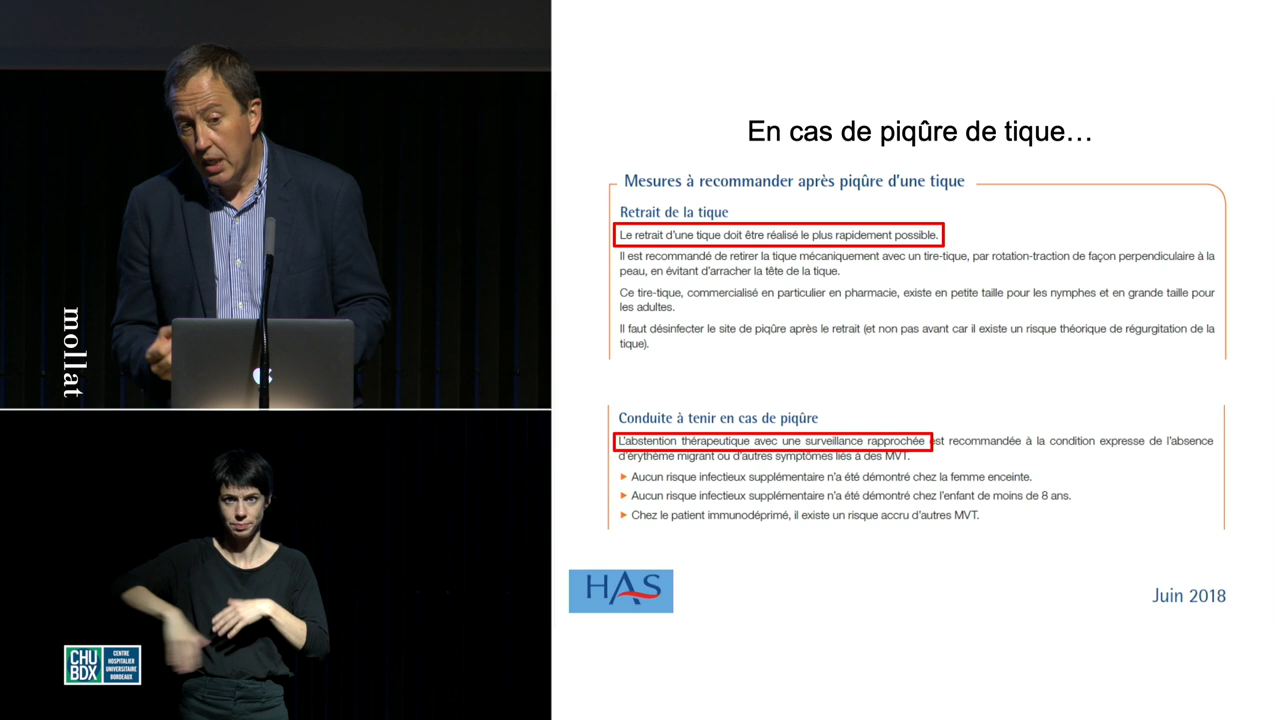 mollat
CHU
BDX
CENTRE
HOSPITALIER
UNIVERSITAIRE
BORDEAUX
En cas de piqûre de tique…
Mesures à recommander après piqûre d'une tique
Retrait de la tique
Le retrait d'une tique doit être réalisé le plus rapidement possible.
Il est recommandé de retirer la tique mécaniquement avec un tire-tique, par rotation-traction de façon perpendiculaire à la
peau, en évitant d'arracher la tête de la tique.
Ce tire-tique, commercialisé en particulier en pharmacie, existe en petite taille pour les nymphes et en grande taille pour
les adultes.
Il faut désinfecter le site de piqûre après le retrait (et non pas avant car il existe un risque théorique de régurgitation de la
tique).
Conduite à tenir en cas de piqûre
L'abstention thérapeutique avec une surveillance rapprochée est recommandée à la condition expresse de l'absence
d'érythème migrant ou d'autres symptômes liés à des MVT.
► Aucun risque infectieux supplémentaire n'a été démontré chez la femme enceinte.
► Aucun risque infectieux supplémentaire n'a été démontré chez l'enfant de moins de 8 ans.
► Chez le patient immunodéprimé, il existe un risque accru d'autres MVT.
HAS
Juin 2018